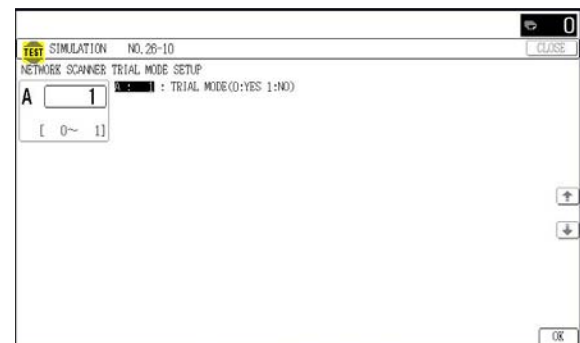 0
TEST SIMULATION NO.26-10 CLOSE
NETWORK SCANNER TRIAL MODE SETUP
A 1 A : 1 : TRIAL MODE(0:YES 1:NO)
[ 0~ 1]
OK